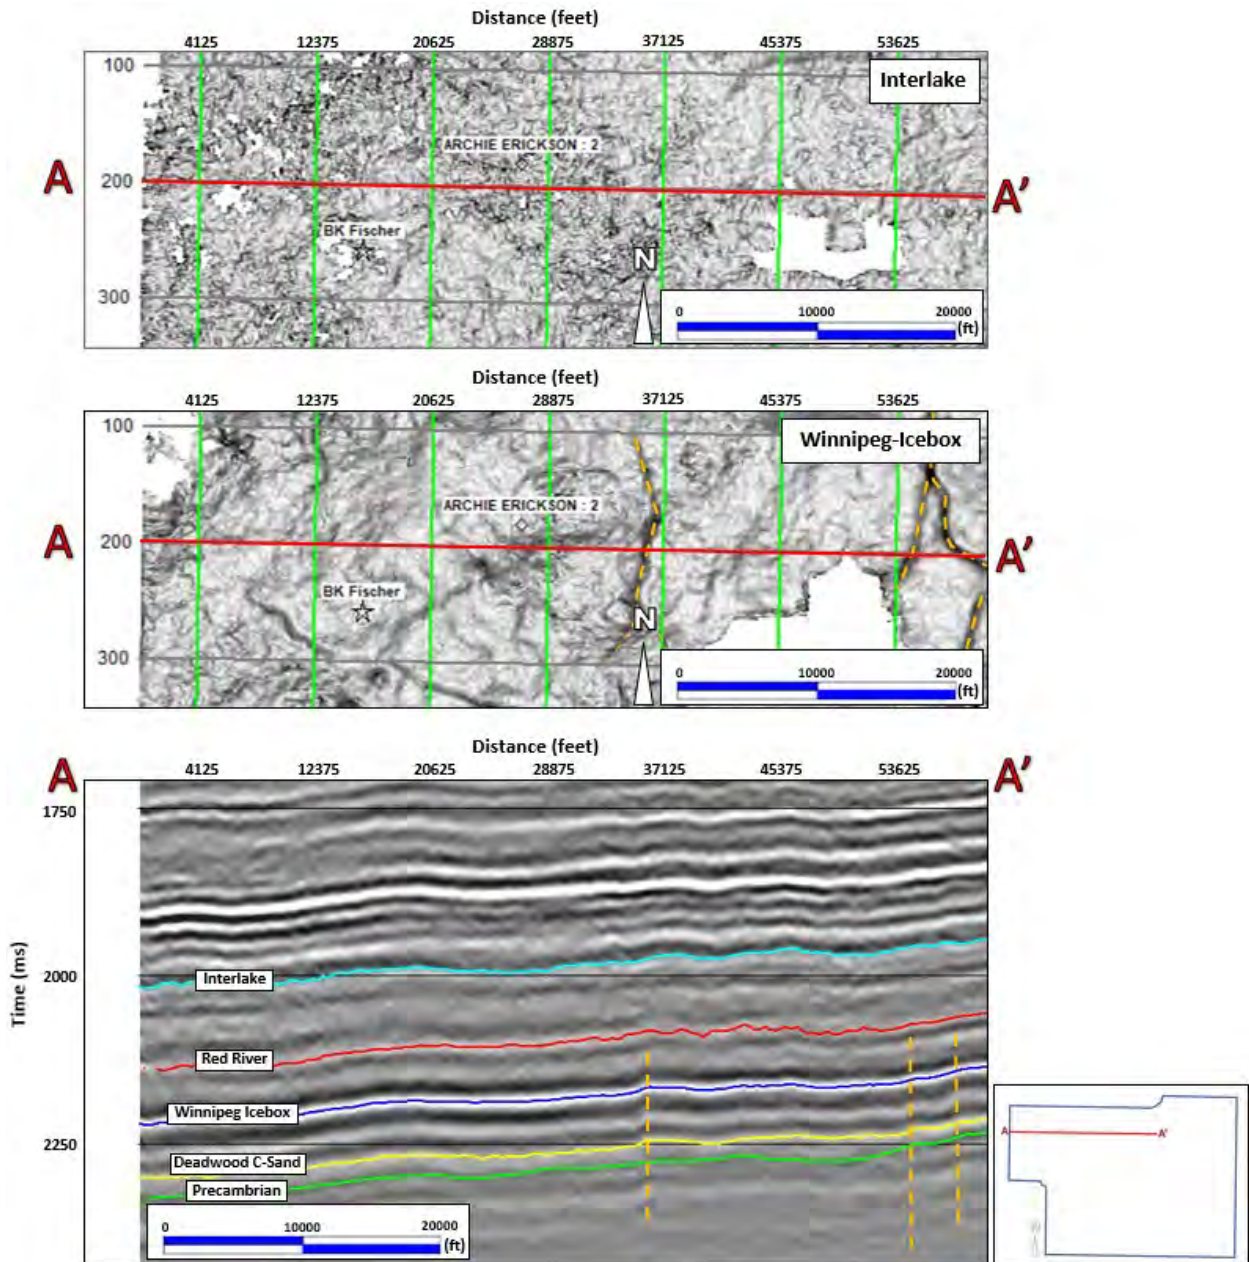 Distance (feet)
4125 12375 20625 28875 37125 45375 53625
Interlake
100
ARCHIE ERICKSON : 2
A 200 A’
BK Fischer
N
300
0 10000 20000
(ft)
Distance (feet)
4125 12375 20625 28875 37125 45375 53625
Winnipeg-Icebox
100
ARCHIE ERICKSON : 2
A 200 A’
BK Fischer
N
300
0 10000 20000
(ft)
Distance (feet)
A 4125 12375 20625 28875 37125 45375 53625 A’
1750
Time (ms)
2000
Interlake
Red River
Winnipeg Icebox
2250
Deadwood C-Sand
Precambrian
0 10000 20000
(ft)
A A'